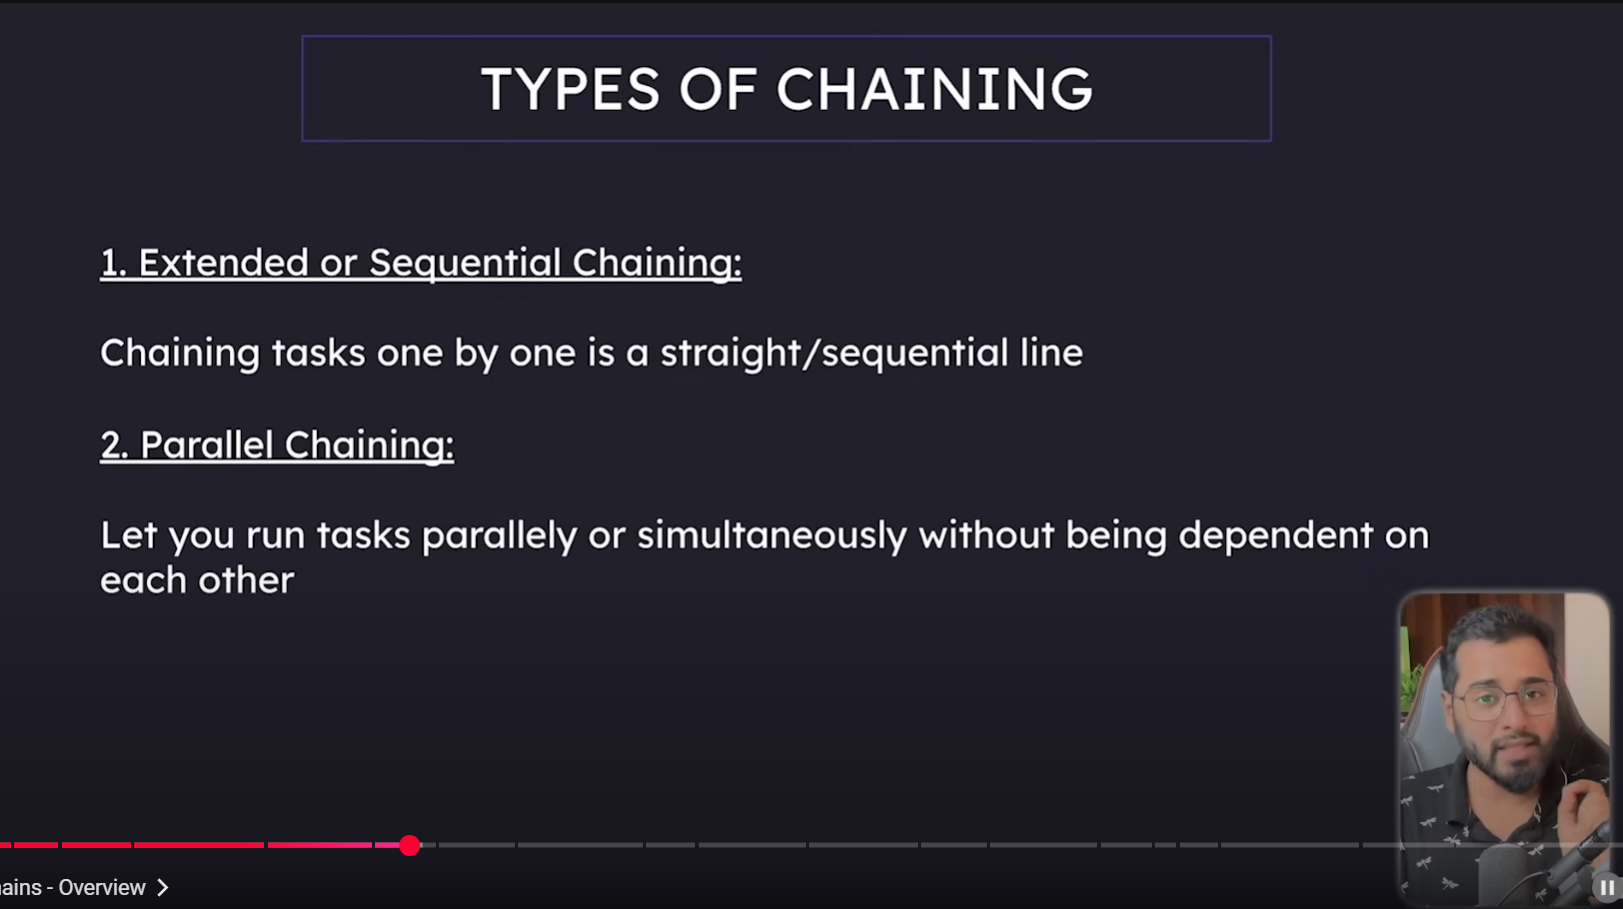 TYPES OF CHAINING
1. Extended or Sequential Chaining:
Chaining tasks one by one is a straight/sequential line
2. Parallel Chaining:
Let you run tasks parallely or simultaneously without being dependent on
each other
ains - Overview